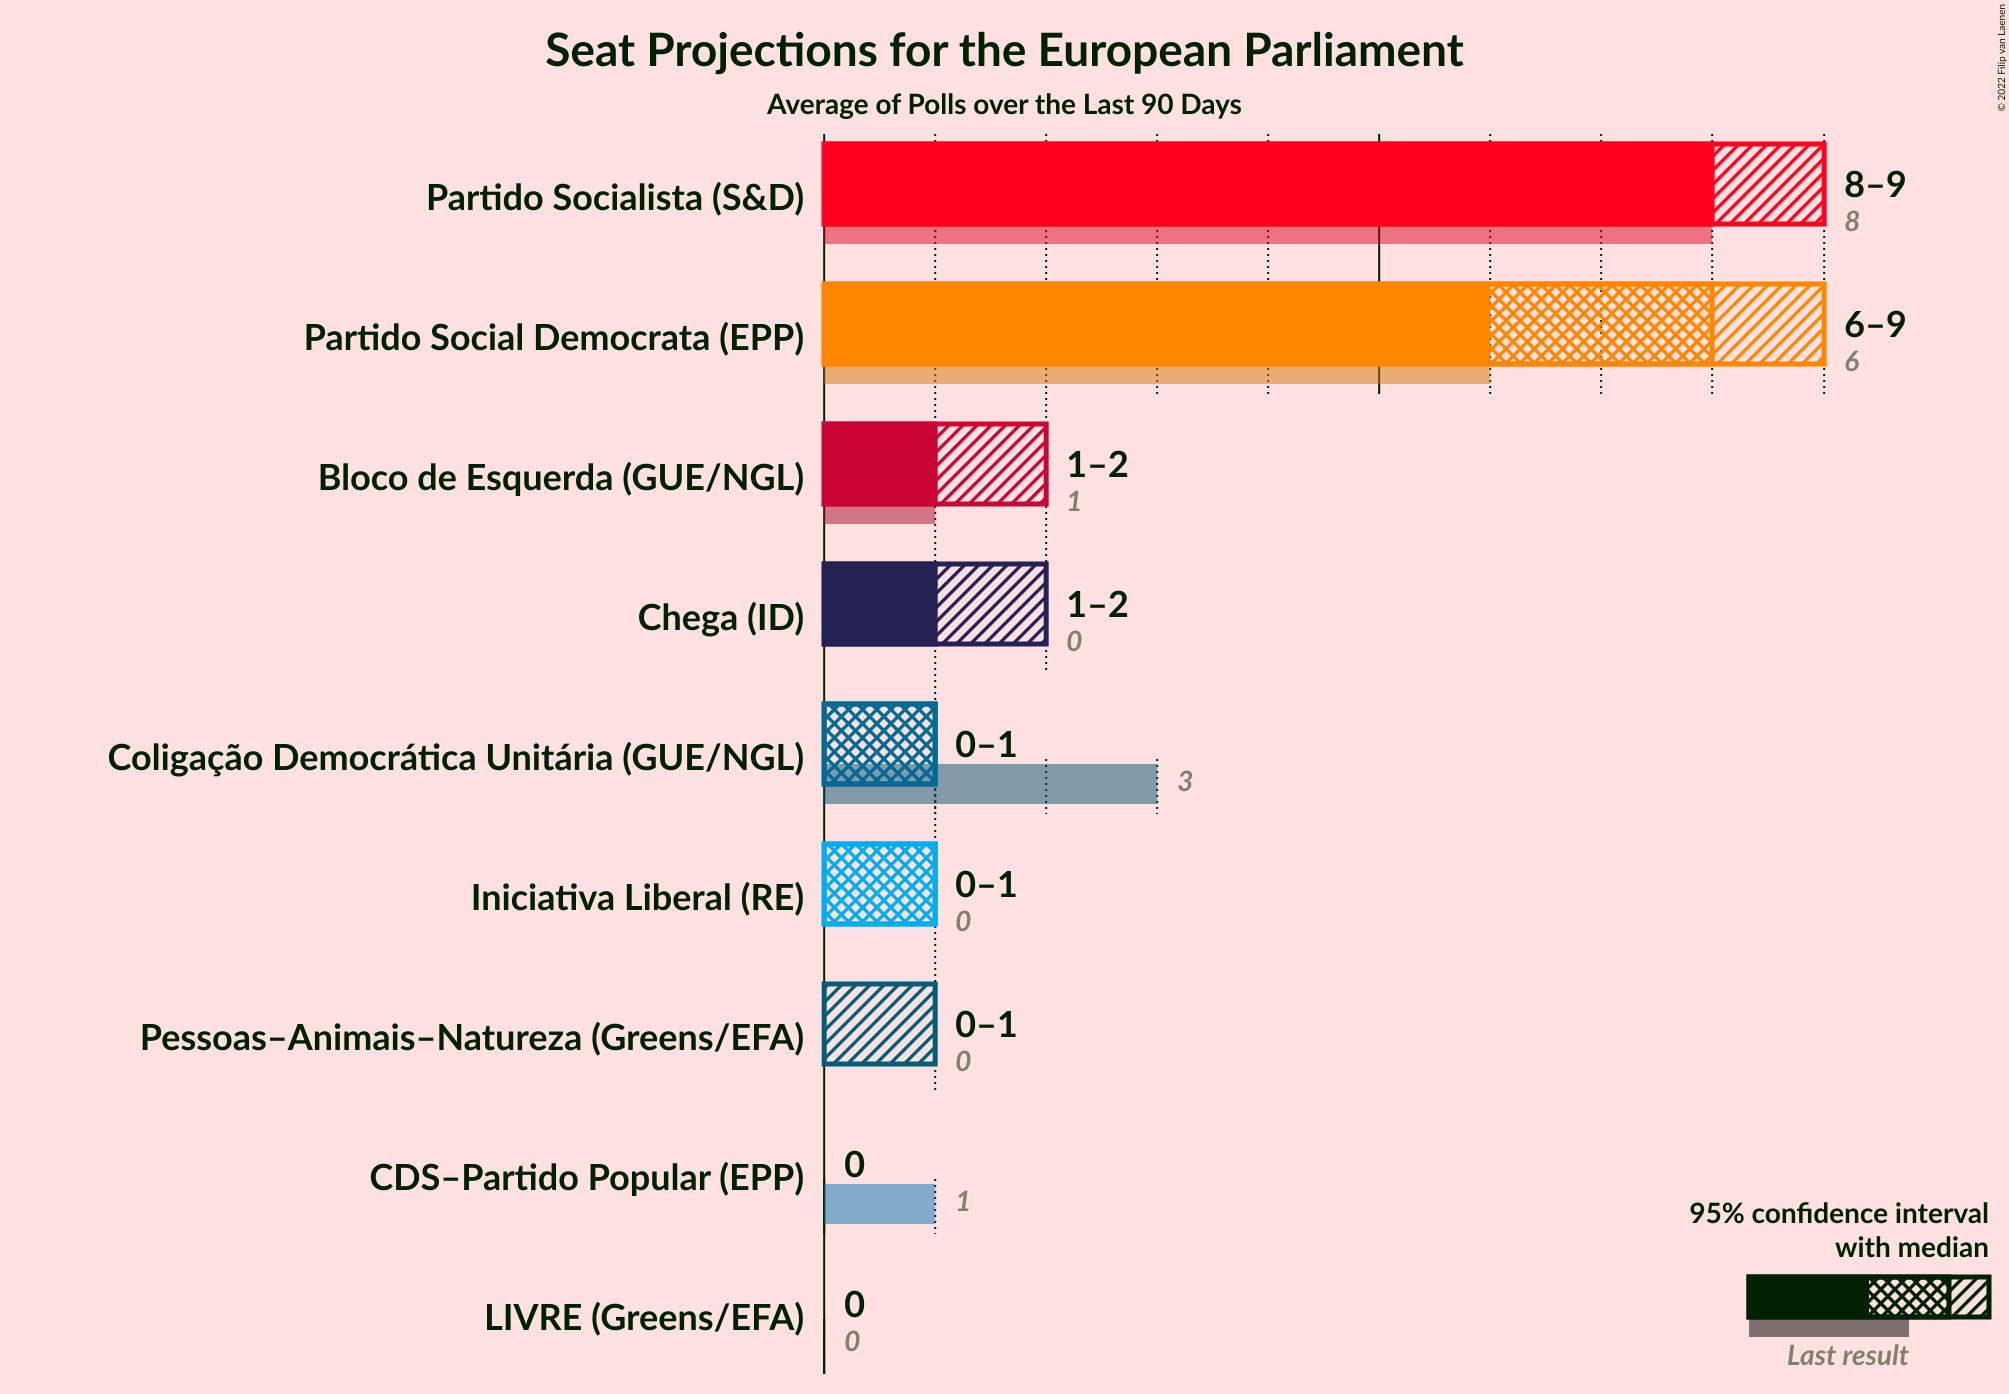 Seat Projections for the European Parliament
Average of Polls over the Last 90 Days
© 2022 Filip van Laenen
Partido Socialista (S&D)
8–9
8
Partido Social Democrata (EPP)
6–9
6
Bloco de Esquerda (GUE/NGL)
1–2
1
Chega (ID)
1–2
0
Coligação Democrática Unitária (GUE/NGL)
0–1
3
Iniciativa Liberal (RE)
0–1
0
Pessoas–Animais–Natureza (Greens/EFA)
0–1
0
CDS–Partido Popular (EPP)
0
1
LIVRE (Greens/EFA)
0
0
95% confidence interval
with median
Last result